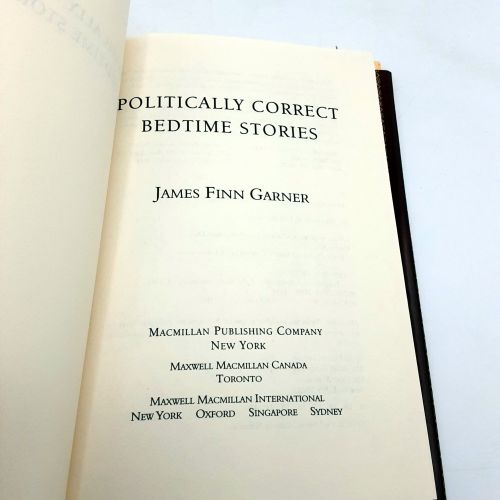 POLITICALLY CORRECT
BEDTIME STORIES
JAMES FINN GARNER
MACMILLAN PUBLISHING COMPANY
NEW YORK
MAXWELL MACMILLAN CANADA
TORONTO
MAXWELL MACMILLAN INTERNATIONAL
NEW YORK OXFORD SINGAPORE SYDNEY